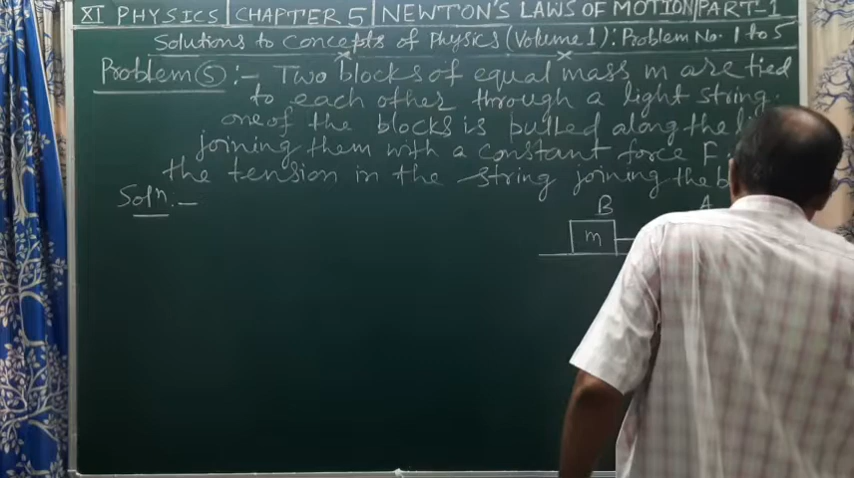 XI PHYSICS | CHAPTER 5 | NEWTON'S LAWS OF MOTION | PART-1
Solutions to Concepts of Physics (Volume 1): Problem No. 1 to 5
Problem (5) :- Two blocks of equal mass m are tied
to each other through a light string.
one of the blocks is pulled along the
joining them with a constant force F
the tension in the string joining the
Soln:-
B A
m